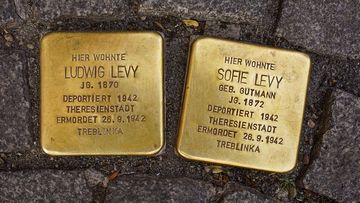 HIER WOHNTE
LUDWIG LEVY
JG. 1870
DEPORTIERT 1942
THERESIENSTADT
ERMORDET 26.9.1942
TREBLINKA
HIER WOHNTE
SOFIE LEVY
GEB. GUTMANN
JG. 1872
DEPORTIERT 1942
THERESIENSTADT
ERMORDET 26.9.1942
TREBLINKA